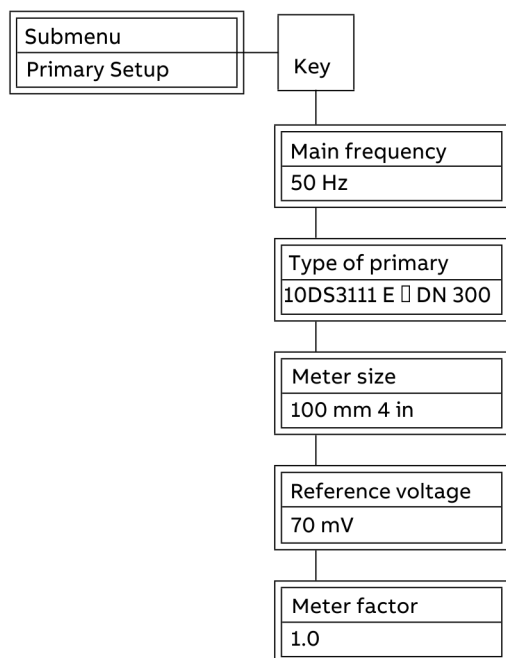 Submenu
Primary Setup
Key
Main frequency
50 Hz
Type of primary
10DS3111 E ▯ DN 300
Meter size
100 mm 4 in
Reference voltage
70 mV
Meter factor
1.0